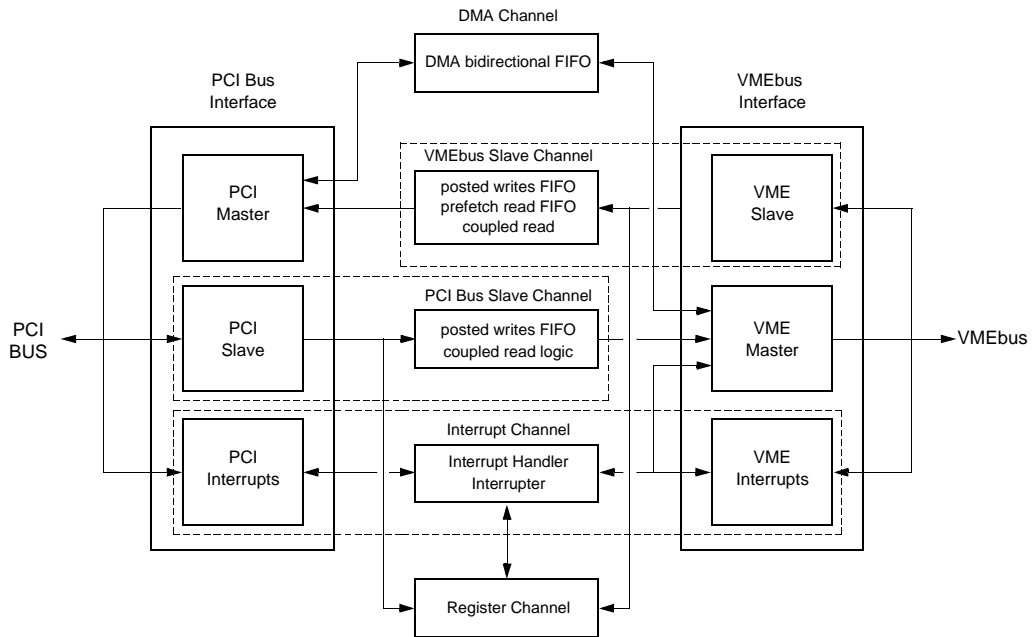 DMA Channel
DMA bidirectional FIFO
PCI Bus
Interface
VMEbus
Interface
VMEbus Slave Channel
PCI
Master
posted writes FIFO
prefetch read FIFO
coupled read
VME
Slave
PCI Bus Slave Channel
PCI
BUS
PCI
Slave
posted writes FIFO
coupled read logic
VME
Master
VMEbus
Interrupt Channel
PCI
Interrupts
Interrupt Handler
Interrupter
VME
Interrupts
Register Channel